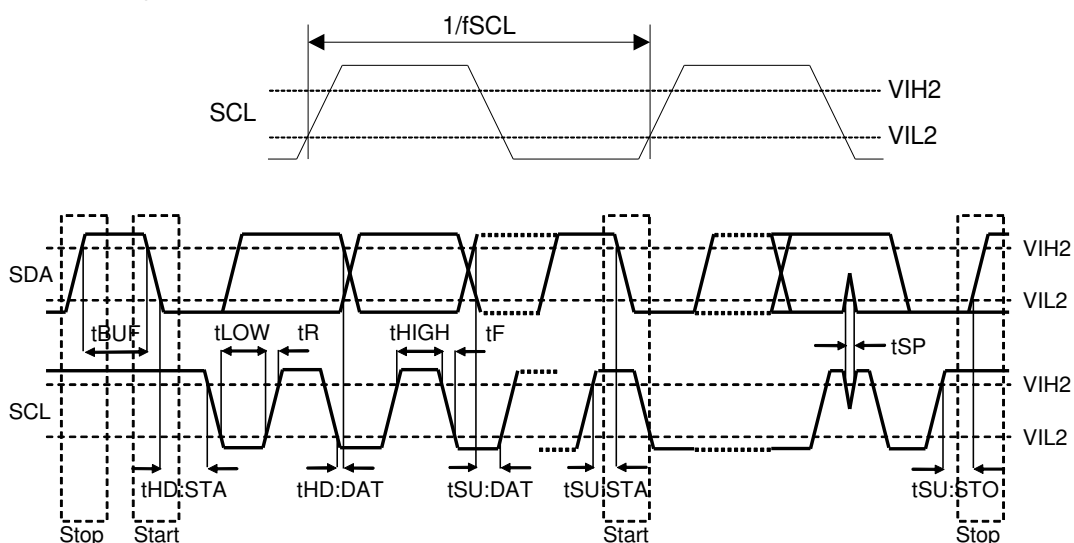 1/fSCL
VIH2
SCL
VIL2
VIH2
SDA
VIL2
tBUF tLOW tR tHIGH tF
tSP
VIH2
SCL
VIL2
tHD:STA tHD:DAT tSU:DAT tSU:STA tSU:STO
Stop Start Start Stop